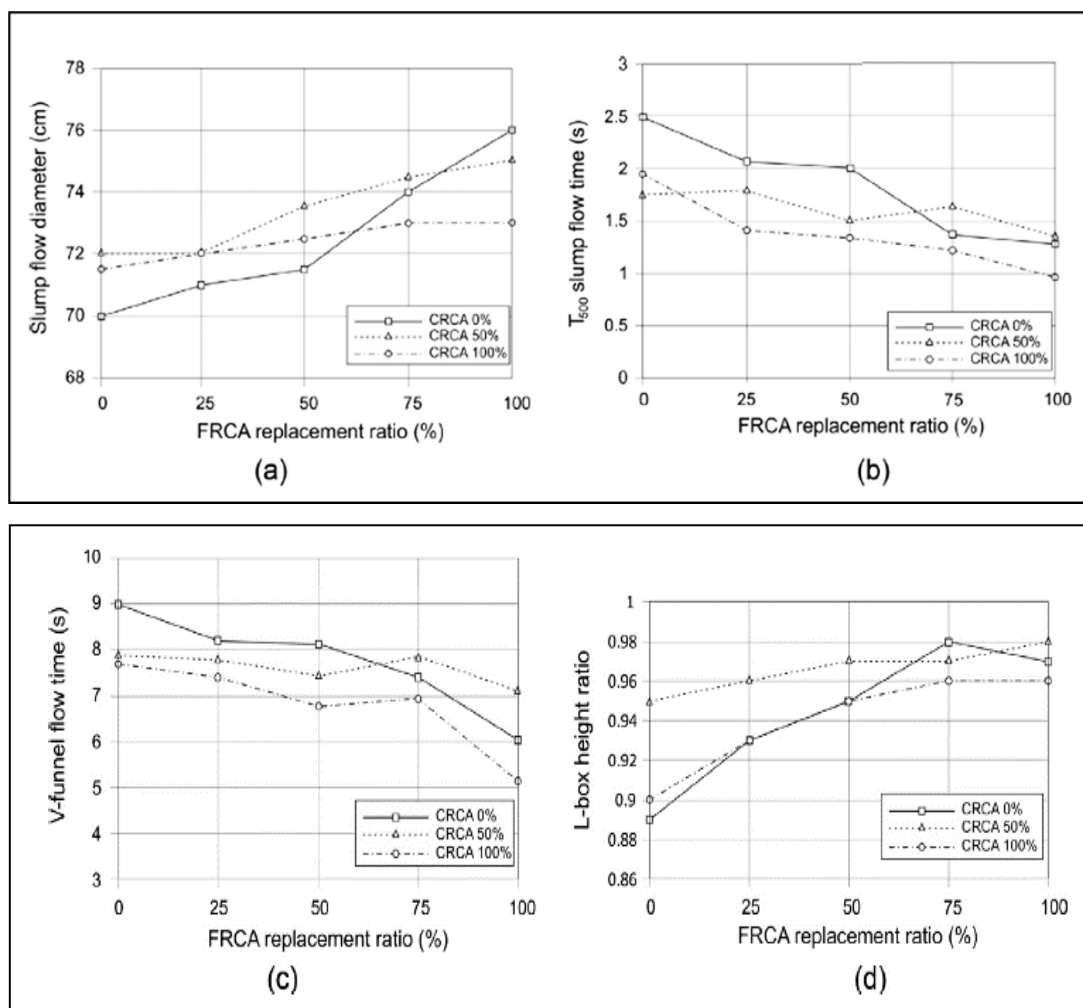 78
76
74
72
70
68
Slump flow diameter (cm)
CRCA 0%
CRCA 50%
CRCA 100%
0 25 50 75 100
FRCA replacement ratio (%)
(a)
3
2.5
2
1.5
1
0.5
0
T500 slump flow time (s)
CRCA 0%
CRCA 50%
CRCA 100%
0 25 50 75 100
FRCA replacement ratio (%)
(b)
10
9
8
7
6
5
4
3
V-funnel flow time (s)
CRCA 0%
CRCA 50%
CRCA 100%
0 25 50 75 100
FRCA replacement ratio (%)
(c)
1
0.98
0.96
0.94
0.92
0.9
0.88
0.86
L-box height ratio
CRCA 0%
CRCA 50%
CRCA 100%
0 25 50 75 100
FRCA replacement ratio (%)
(d)